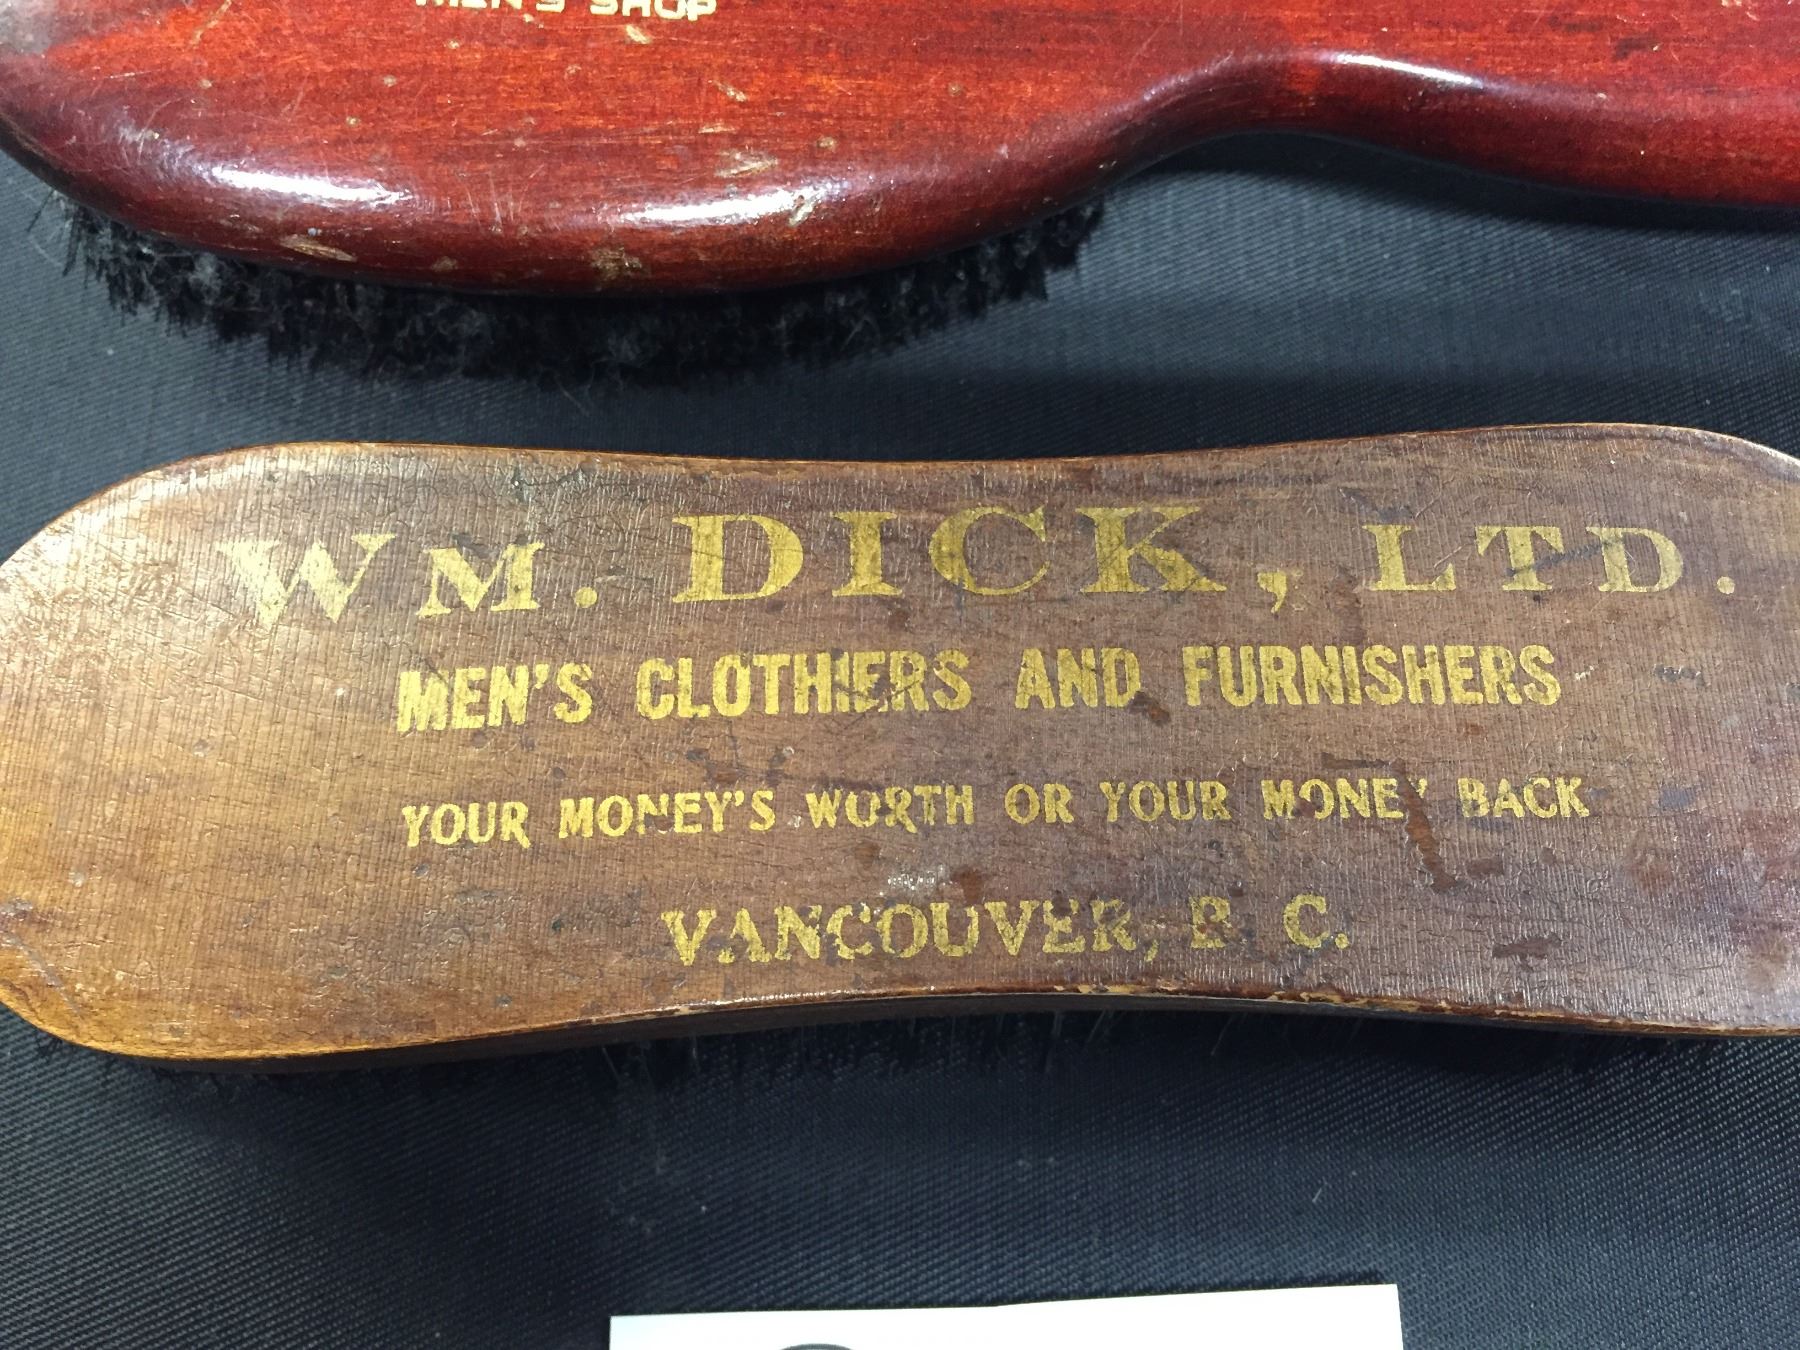 MEN'S SHOP
WM. DICK, LTD.
MEN'S CLOTHIERS AND FURNISHERS
YOUR MONEY'S WORTH OR YOUR MONEY BACK
VANCOUVER, B. C.